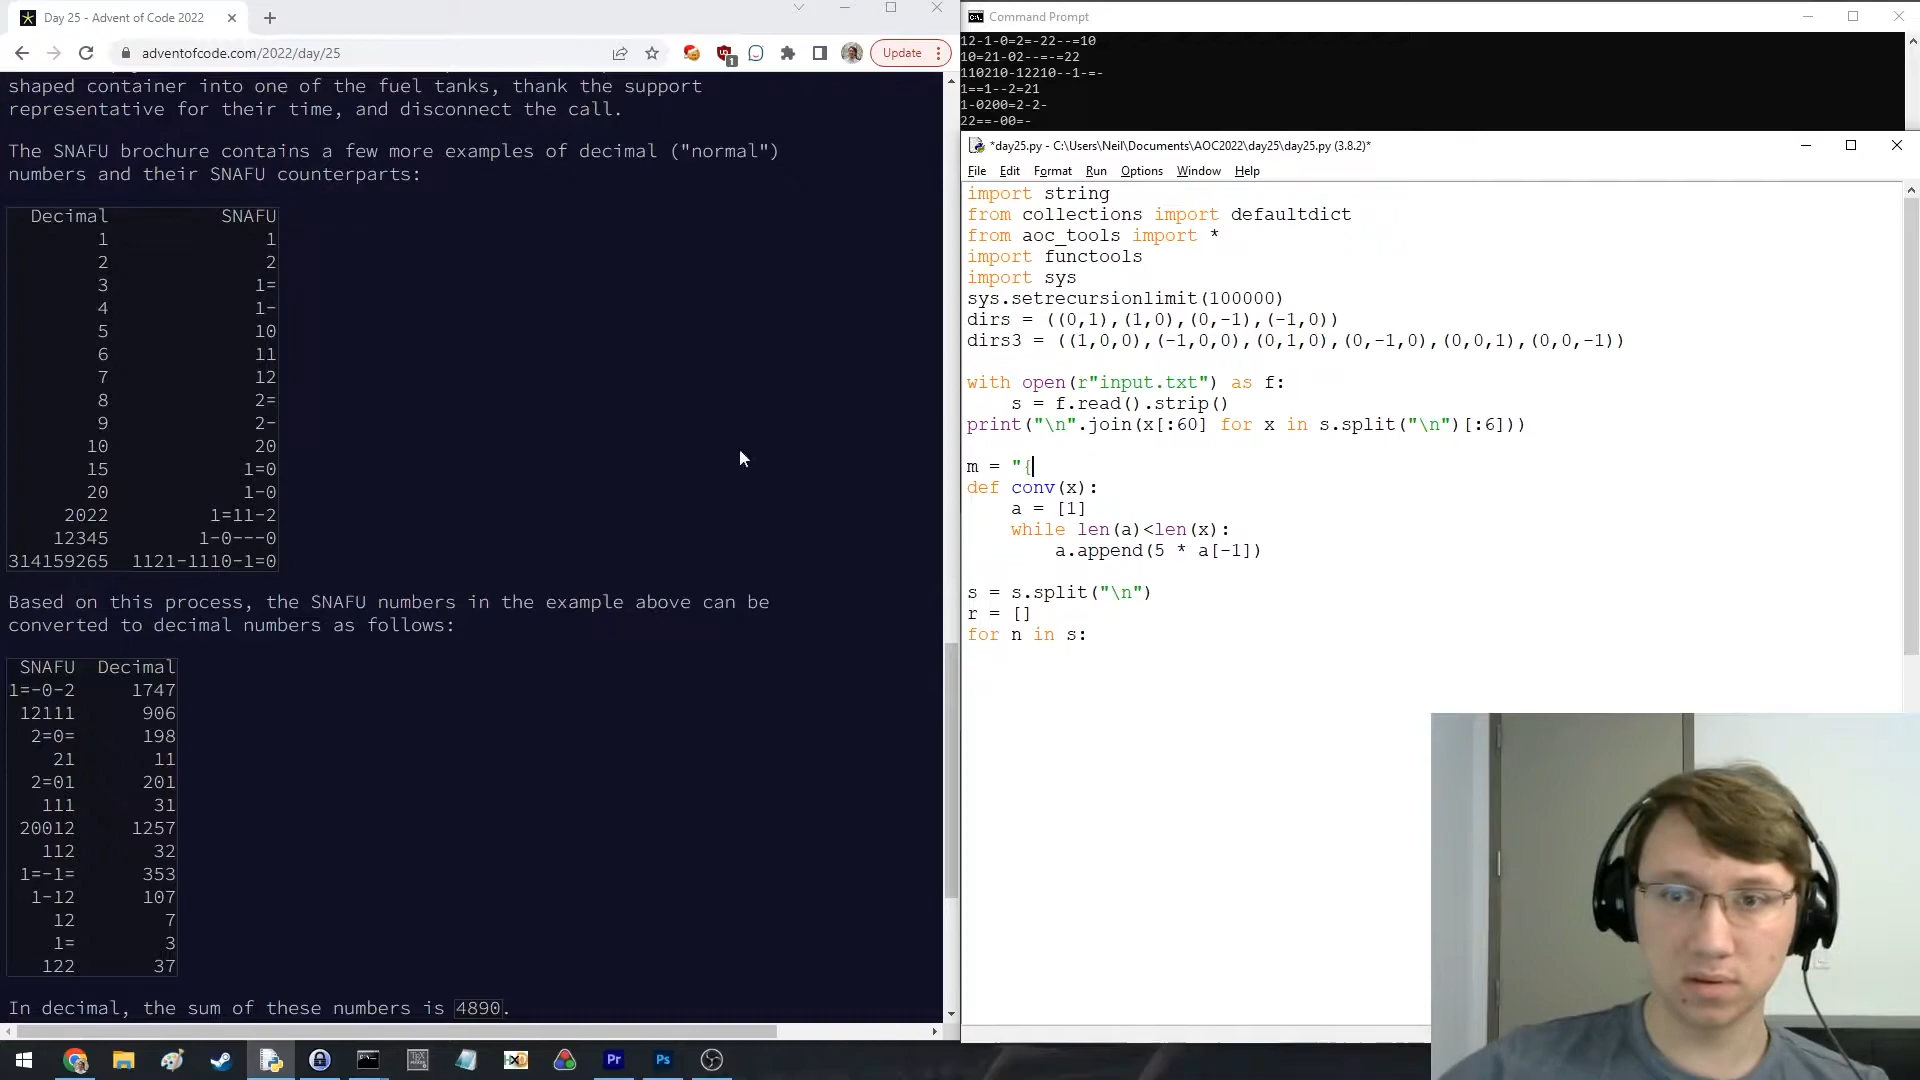 Day 25 - Advent of Code 2022
adventofcode.com/2022/day/25
Update
1
shaped container into one of the fuel tanks, thank the support
representative for their time, and disconnect the call.
The SNAFU brochure contains a few more examples of decimal ("normal")
numbers and their SNAFU counterparts:
Decimal SNAFU
1 1
2 2
3 1=
4 1-
5 10
6 11
7 12
8 2=
9 2-
10 20
15 1=0
20 1-0
2022 1=11-2
12345 1-0---0
314159265 1121-1110-1=0
Based on this process, the SNAFU numbers in the example above can be
converted to decimal numbers as follows:
SNAFU Decimal
1=-0-2 1747
12111 906
2=0= 198
21 11
2=01 201
111 31
20012 1257
112 32
1=-1= 353
1-12 107
12 7
1= 3
122 37
In decimal, the sum of these numbers is 4890.
Command Prompt
12-1-0=2=-22--=10
10=21-02--=-=22
110210-12210--1-=-
1==1--2=21
1-0200=2-2-
22==-00=-
*day25.py - C:\Users\Neil\Documents\AOC2022\day25\day25.py (3.8.2)*
File Edit Format Run Options Window Help
import string
from collections import defaultdict
from aoc_tools import *
import functools
import sys
sys.setrecursionlimit(100000)
dirs = ((0,1),(1,0),(0,-1),(-1,0))
dirs3 = ((1,0,0),(-1,0,0),(0,1,0),(0,-1,0),(0,0,1),(0,0,-1))
with open(r"input.txt") as f:
s = f.read().strip()
print("\n".join(x[:60] for x in s.split("\n")[:6]))
m = "{
def conv(x):
a = [1]
while len(a)<len(x):
a.append(5 * a[-1])
s = s.split("\n")
r = []
for n in s:
Pr
Ps